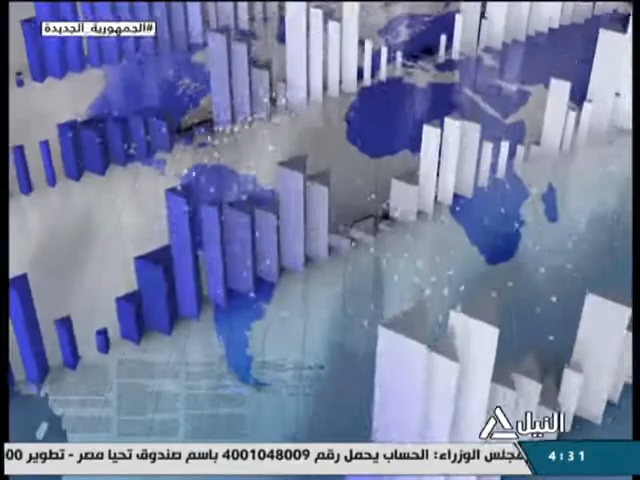 #الجمهورية_الجديدة
النيل
مجلس الوزراء: الحساب يحمل رقم 4001048009 باسم صندوق تحيا مصر - تطوير 00
4:31